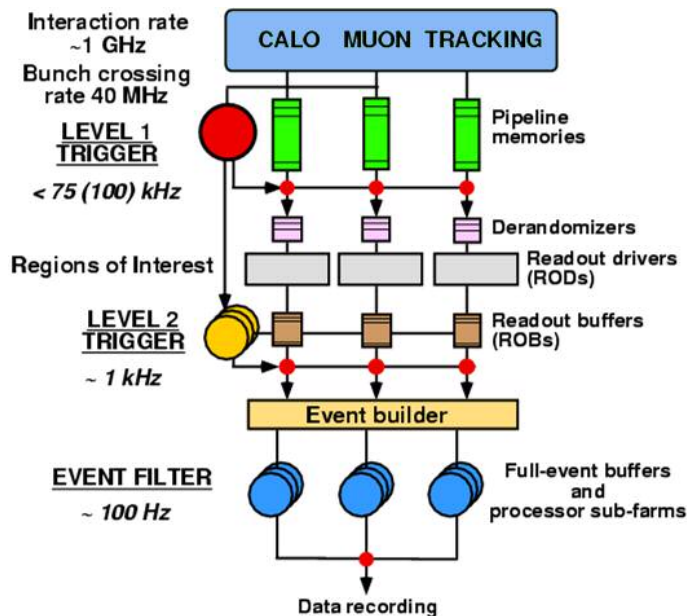 Interaction rate
~1 GHz
CALO MUON TRACKING
Bunch crossing
rate 40 MHz
LEVEL 1
TRIGGER
< 75 (100) kHz
Pipeline
memories
Derandomizers
Regions of Interest
Readout drivers
(RODs)
LEVEL 2
TRIGGER
~ 1 kHz
Readout buffers
(ROBs)
Event builder
EVENT FILTER
~ 100 Hz
Full-event buffers
and
processor sub-farms
Data recording